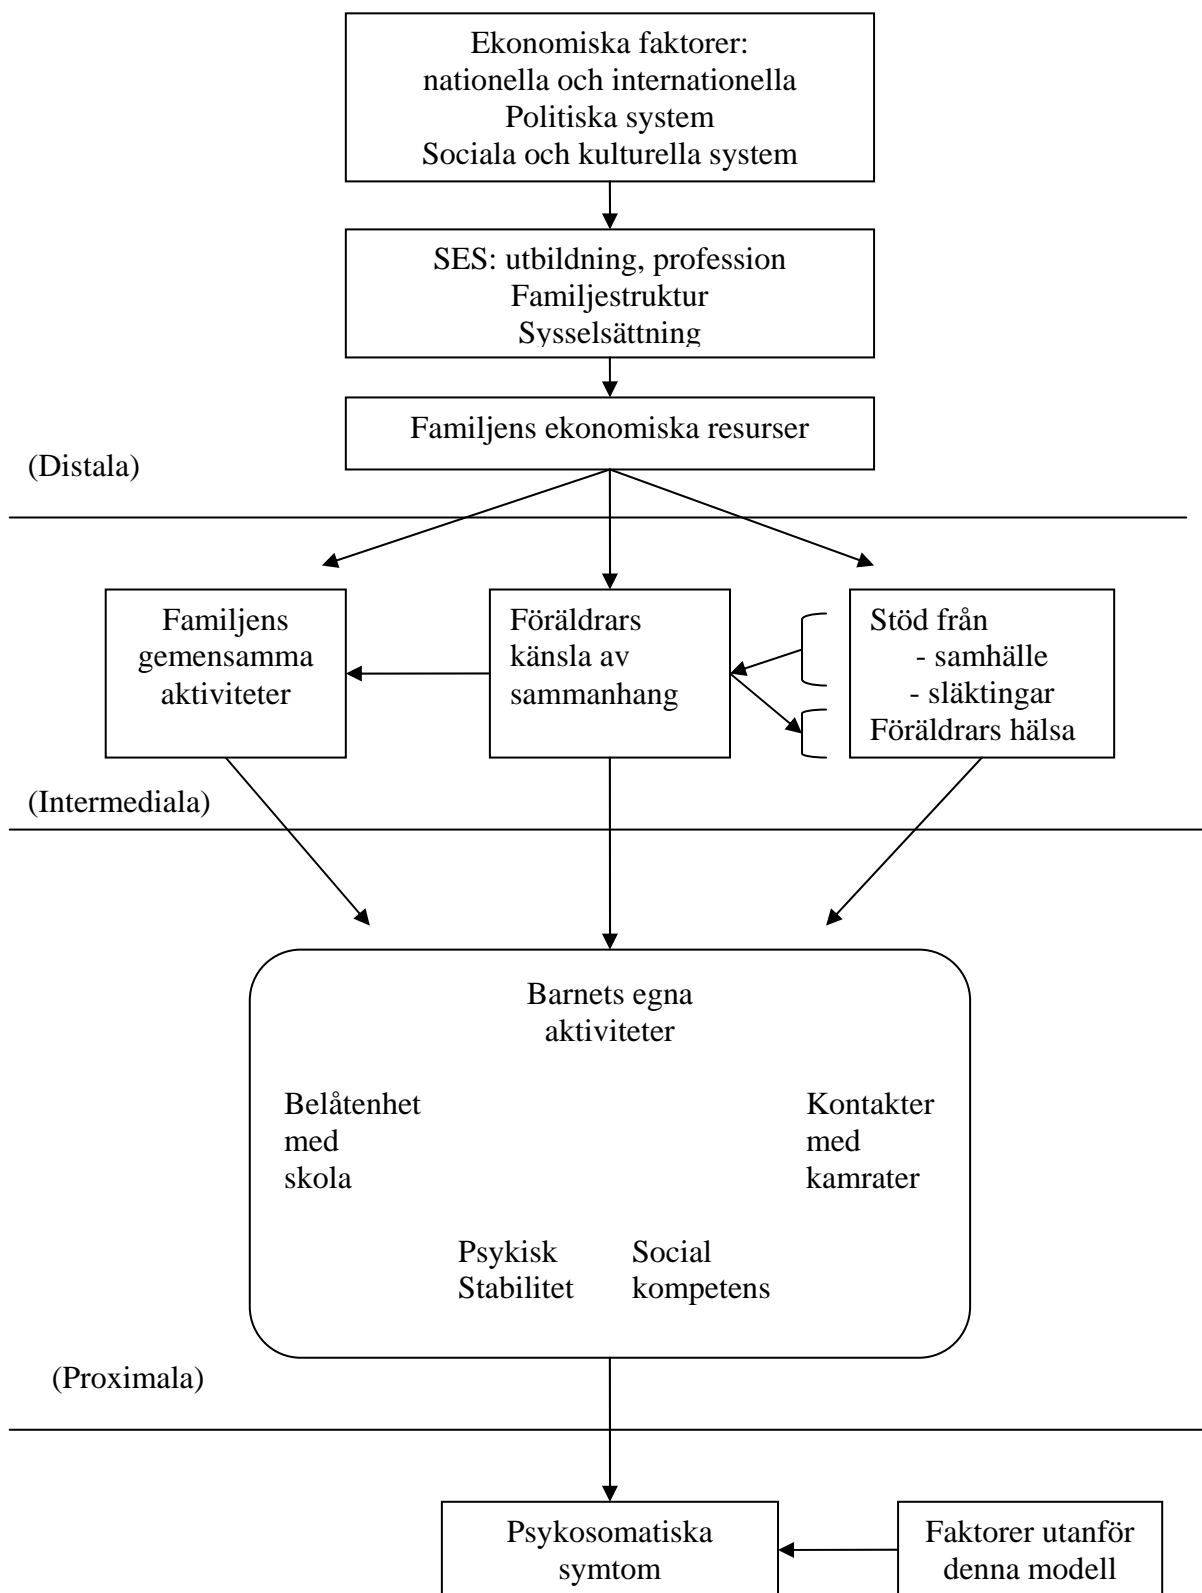 Ekonomiska faktorer:
nationella och internationella
Politiska system
Sociala och kulturella system
SES: utbildning, profession
Familjestruktur
Sysselsättning
Familjens ekonomiska resurser
(Distala)
Familjens
gemensamma
aktiviteter
Föräldrars
känsla av
sammanhang
Stöd från
- samhälle
- släktingar
Föräldrars hälsa
(Intermediala)
Barnets egna
aktiviteter
Belåtenhet
med
skola
Kontakter
med
kamrater
Psykisk
Stabilitet
Social
kompetens
(Proximala)
Psykosomatiska
symtom
Faktorer utanför
denna modell